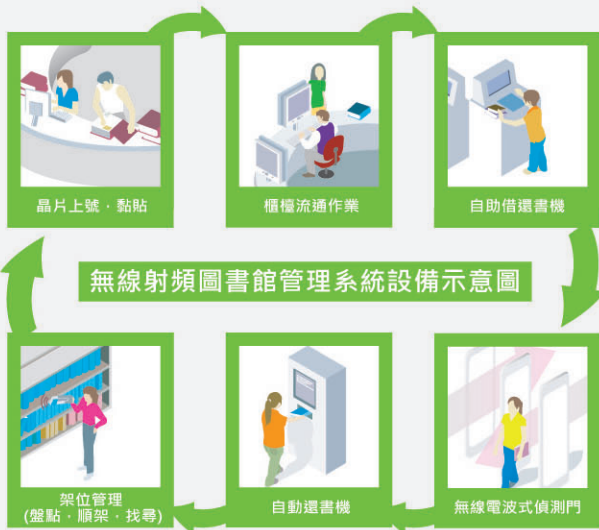 晶片上號．黏貼
櫃檯流通作業
自助借還書機
無線射頻圖書館管理系統設備示意圖
架位管理
(盤點．順架．找尋)
自動還書機
無線電波式偵測門